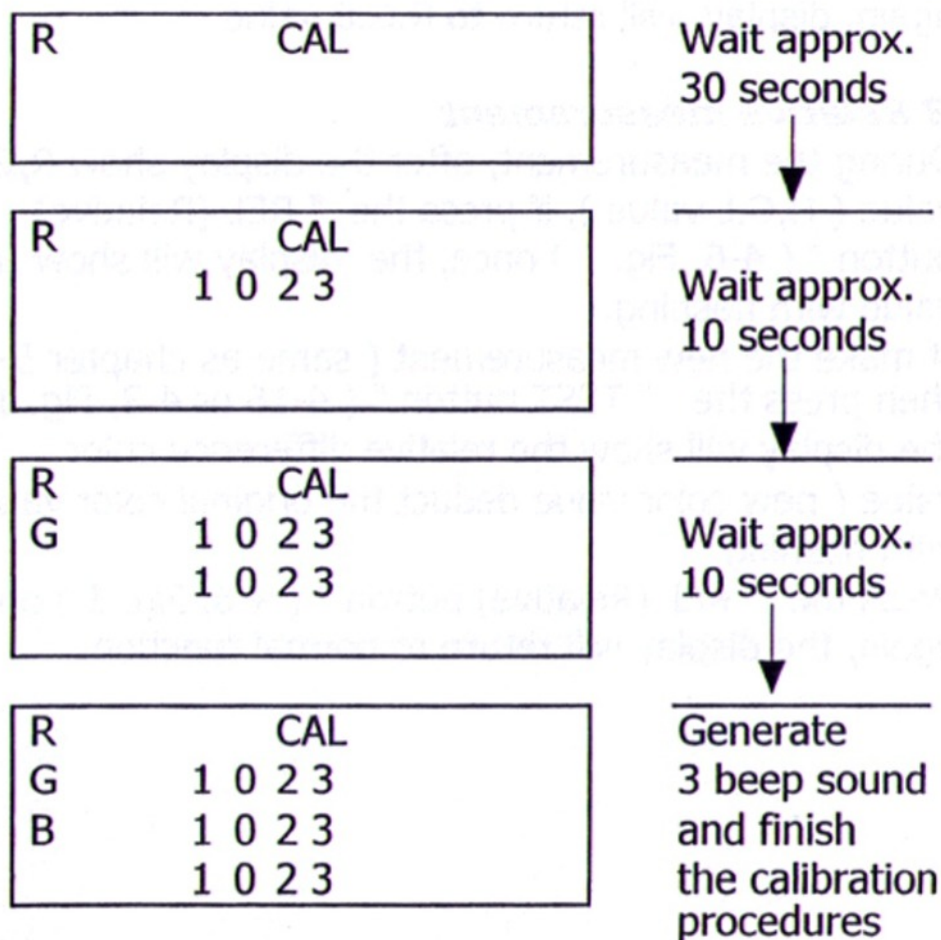 R CAL
Wait approx.
30 seconds
R CAL
1 0 2 3
Wait approx.
10 seconds
R CAL
G 1 0 2 3
1 0 2 3
Wait approx.
10 seconds
R CAL
G 1 0 2 3
B 1 0 2 3
1 0 2 3
Generate
3 beep sound
and finish
the calibration
procedures